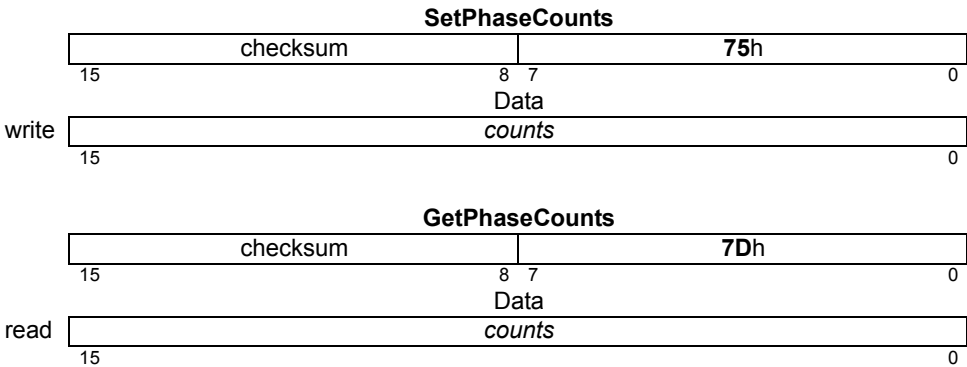 SetPhaseCounts
checksum 75h
15 8 7 0
Data
write counts
15 0
GetPhaseCounts
checksum 7Dh
15 8 7 0
Data
read counts
15 0